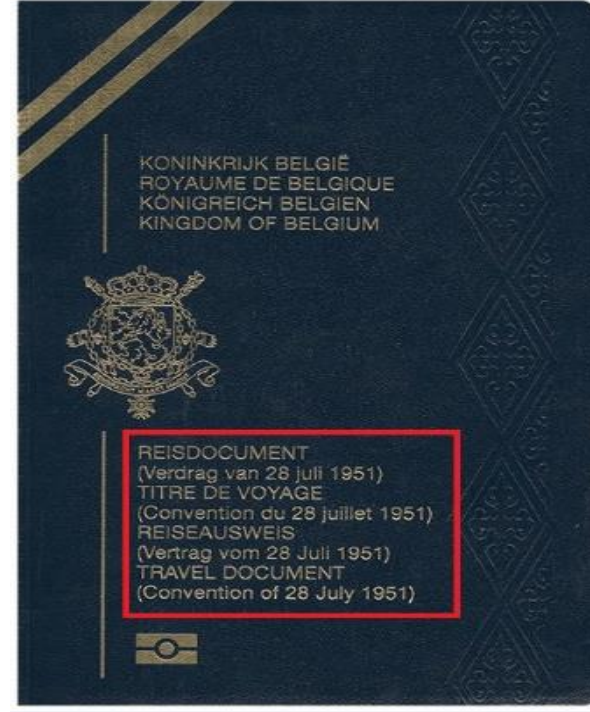 KONINKRIJK BELGIË
ROYAUME DE BELGIQUE
KÖNIGREICH BELGIEN
KINGDOM OF BELGIUM
REISDOCUMENT
(Verdrag van 28 juli 1951)
TITRE DE VOYAGE
(Convention du 28 juillet 1951)
REISEAUSWEIS
(Vertrag vom 28 Juli 1951)
TRAVEL DOCUMENT
(Convention of 28 July 1951)